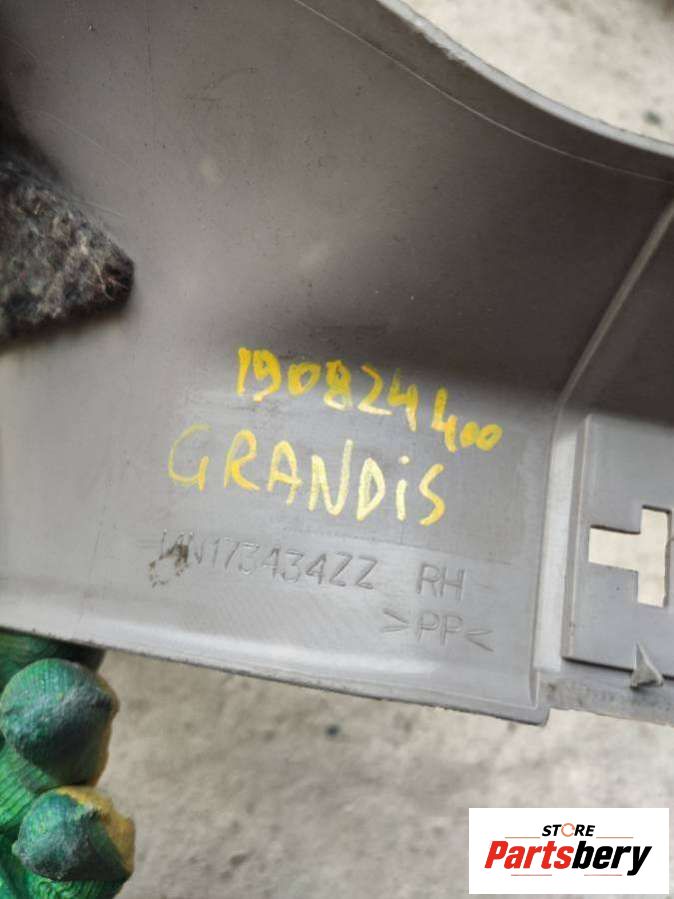 190824400
GRANDiS
MN173434ZZ RH
>PP<
STORE
Partsbery